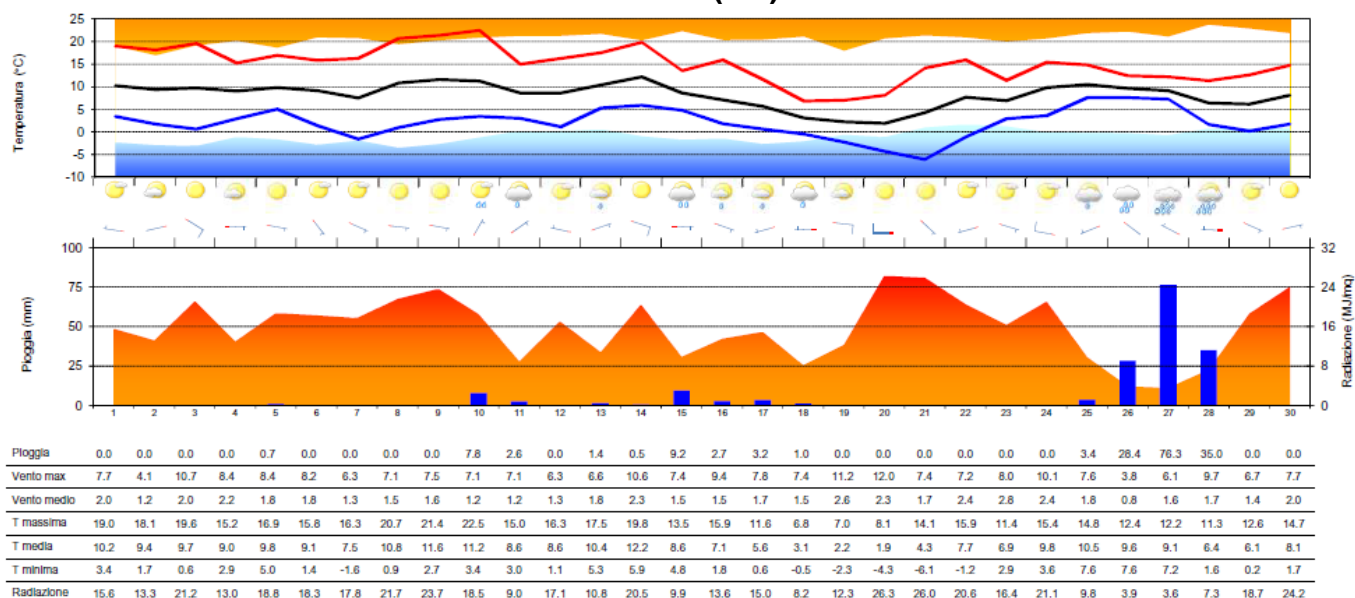 25
20
15
10
5
0
-5
-10
Temperatura (°C)
100
75
50
25
0
Pioggia (mm)
32
24
16
8
0
Radiazione (MJ/mq)
1 2 3 4 5 6 7 8 9 10 11 12 13 14 15 16 17 18 19 20 21 22 23 24 25 26 27 28 29 30
Pioggia 0.0 0.0 0.0 0.0 0.7 0.0 0.0 0.0 0.0 7.8 2.6 0.0 1.4 0.5 9.2 2.7 3.2 1.0 0.0 0.0 0.0 0.0 0.0 0.0 3.4 28.4 76.3 35.0 0.0 0.0
Vento max 7.7 4.1 10.7 8.4 8.4 8.2 6.3 7.1 7.5 7.1 7.1 6.3 6.6 10.6 7.4 9.4 7.8 7.4 11.2 12.0 7.4 7.2 8.0 10.1 7.6 3.8 6.1 9.7 6.7 7.7
Vento medio 2.0 1.2 2.0 2.2 1.8 1.8 1.3 1.5 1.6 1.2 1.2 1.3 1.8 2.3 1.5 1.5 1.7 1.5 2.6 2.3 1.7 2.4 2.8 2.4 1.8 0.8 1.6 1.7 1.4 2.0
T massima 19.0 18.1 19.6 15.2 16.9 15.8 16.3 20.7 21.4 22.5 15.0 16.3 17.5 19.8 13.5 15.9 11.6 6.8 7.0 8.1 14.1 15.9 11.4 15.4 14.8 12.4 12.2 11.3 12.6 14.7
T media 10.2 9.4 9.7 9.0 9.8 9.1 7.5 10.8 11.6 11.2 8.6 8.6 10.4 12.2 8.6 7.1 5.6 3.1 2.2 1.9 4.3 7.7 6.9 9.8 10.5 9.6 9.1 6.4 6.1 8.1
T minima 3.4 1.7 0.6 2.9 5.0 1.4 -1.6 0.9 2.7 3.4 3.0 1.1 5.3 5.9 4.8 1.8 0.6 -0.5 -2.3 -4.3 -6.1 -1.2 2.9 3.6 7.6 7.6 7.2 1.6 0.2 1.7
Radiazione 15.6 13.3 21.2 13.0 18.8 18.3 17.8 21.7 23.7 18.5 9.0 17.1 10.8 20.5 9.9 13.6 15.0 8.2 12.3 26.3 26.0 20.6 16.4 21.1 9.8 3.9 3.6 7.3 18.7 24.2